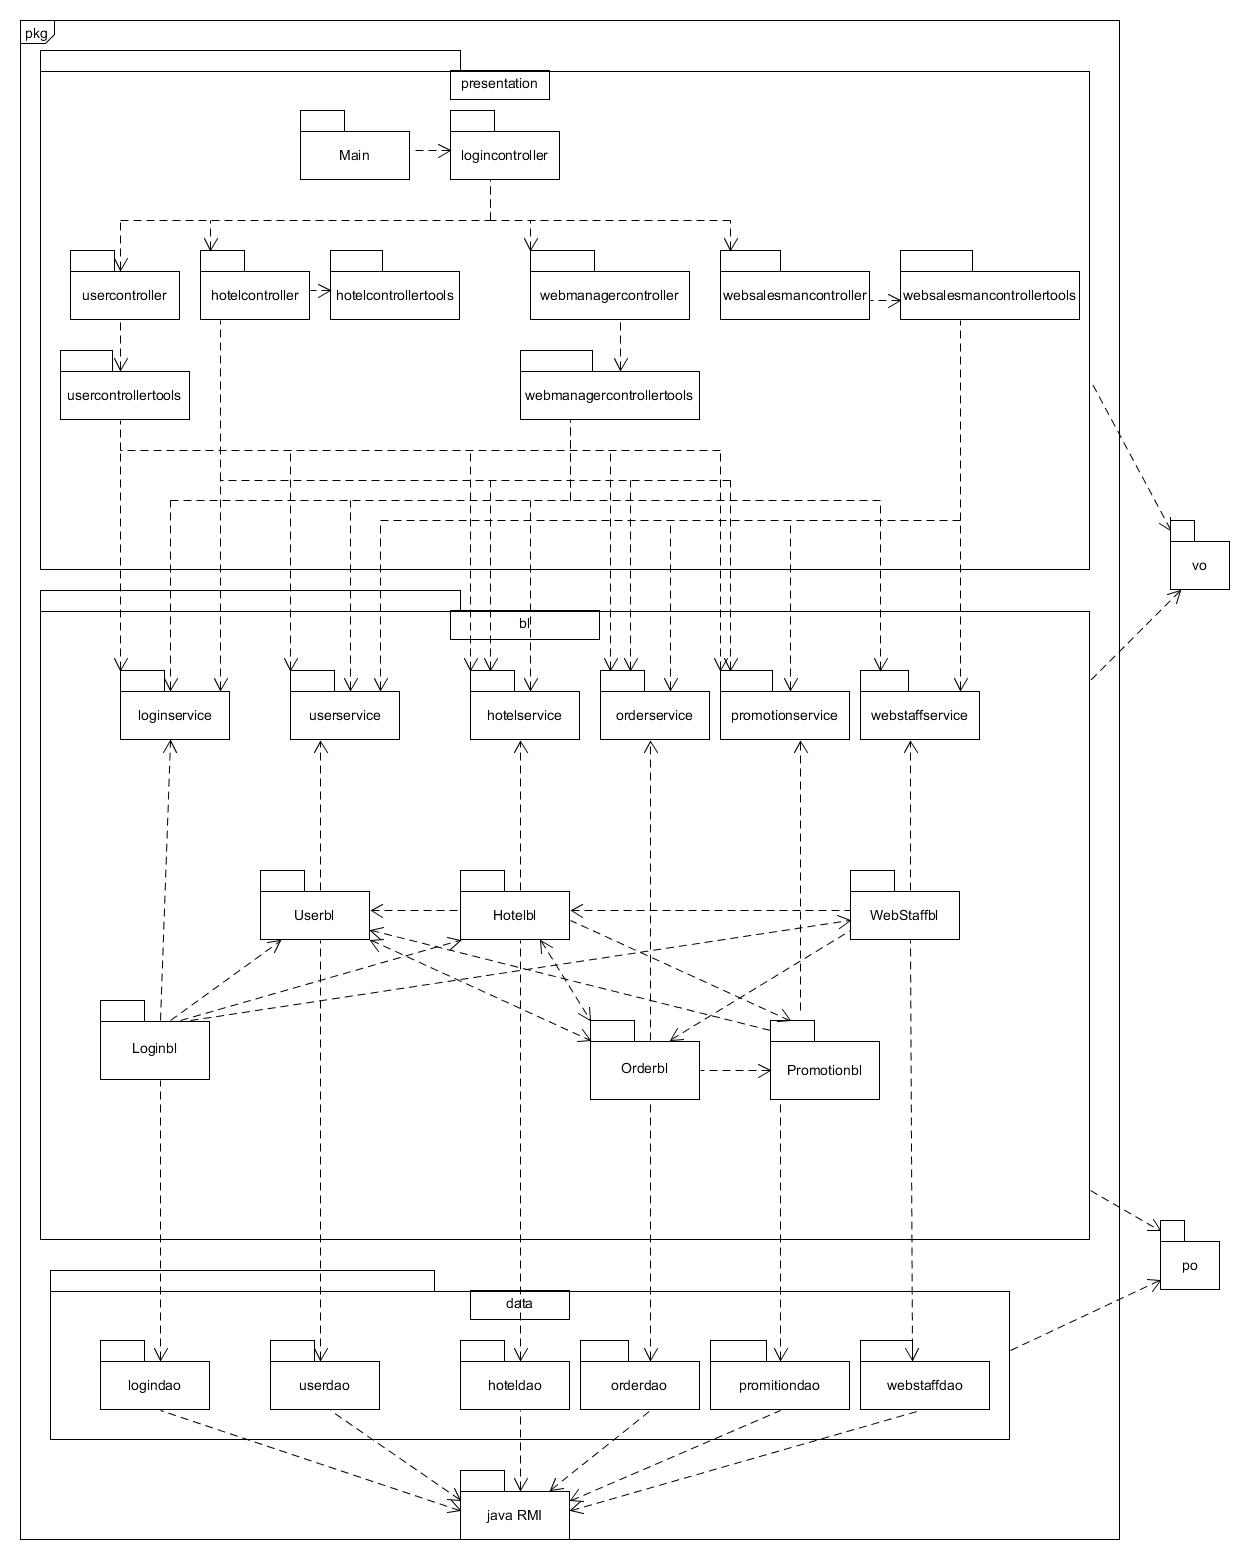 pkg
presentation
Main
logincontroller
usercontroller
hotelcontroller
hotelcontrollertools
webmanagercontroller
websalesmancontroller
websalesmancontrollertools
usercontrollertools
webmanagercontrollertools
vo
bl
loginservice
userservice
hotelservice
orderservice
promotionservice
webstaffservice
Userbl
Hotelbl
WebStaffbl
Loginbl
Orderbl
Promotionbl
po
data
logindao
userdao
hoteldao
orderdao
promitiondao
webstaffdao
java RMI